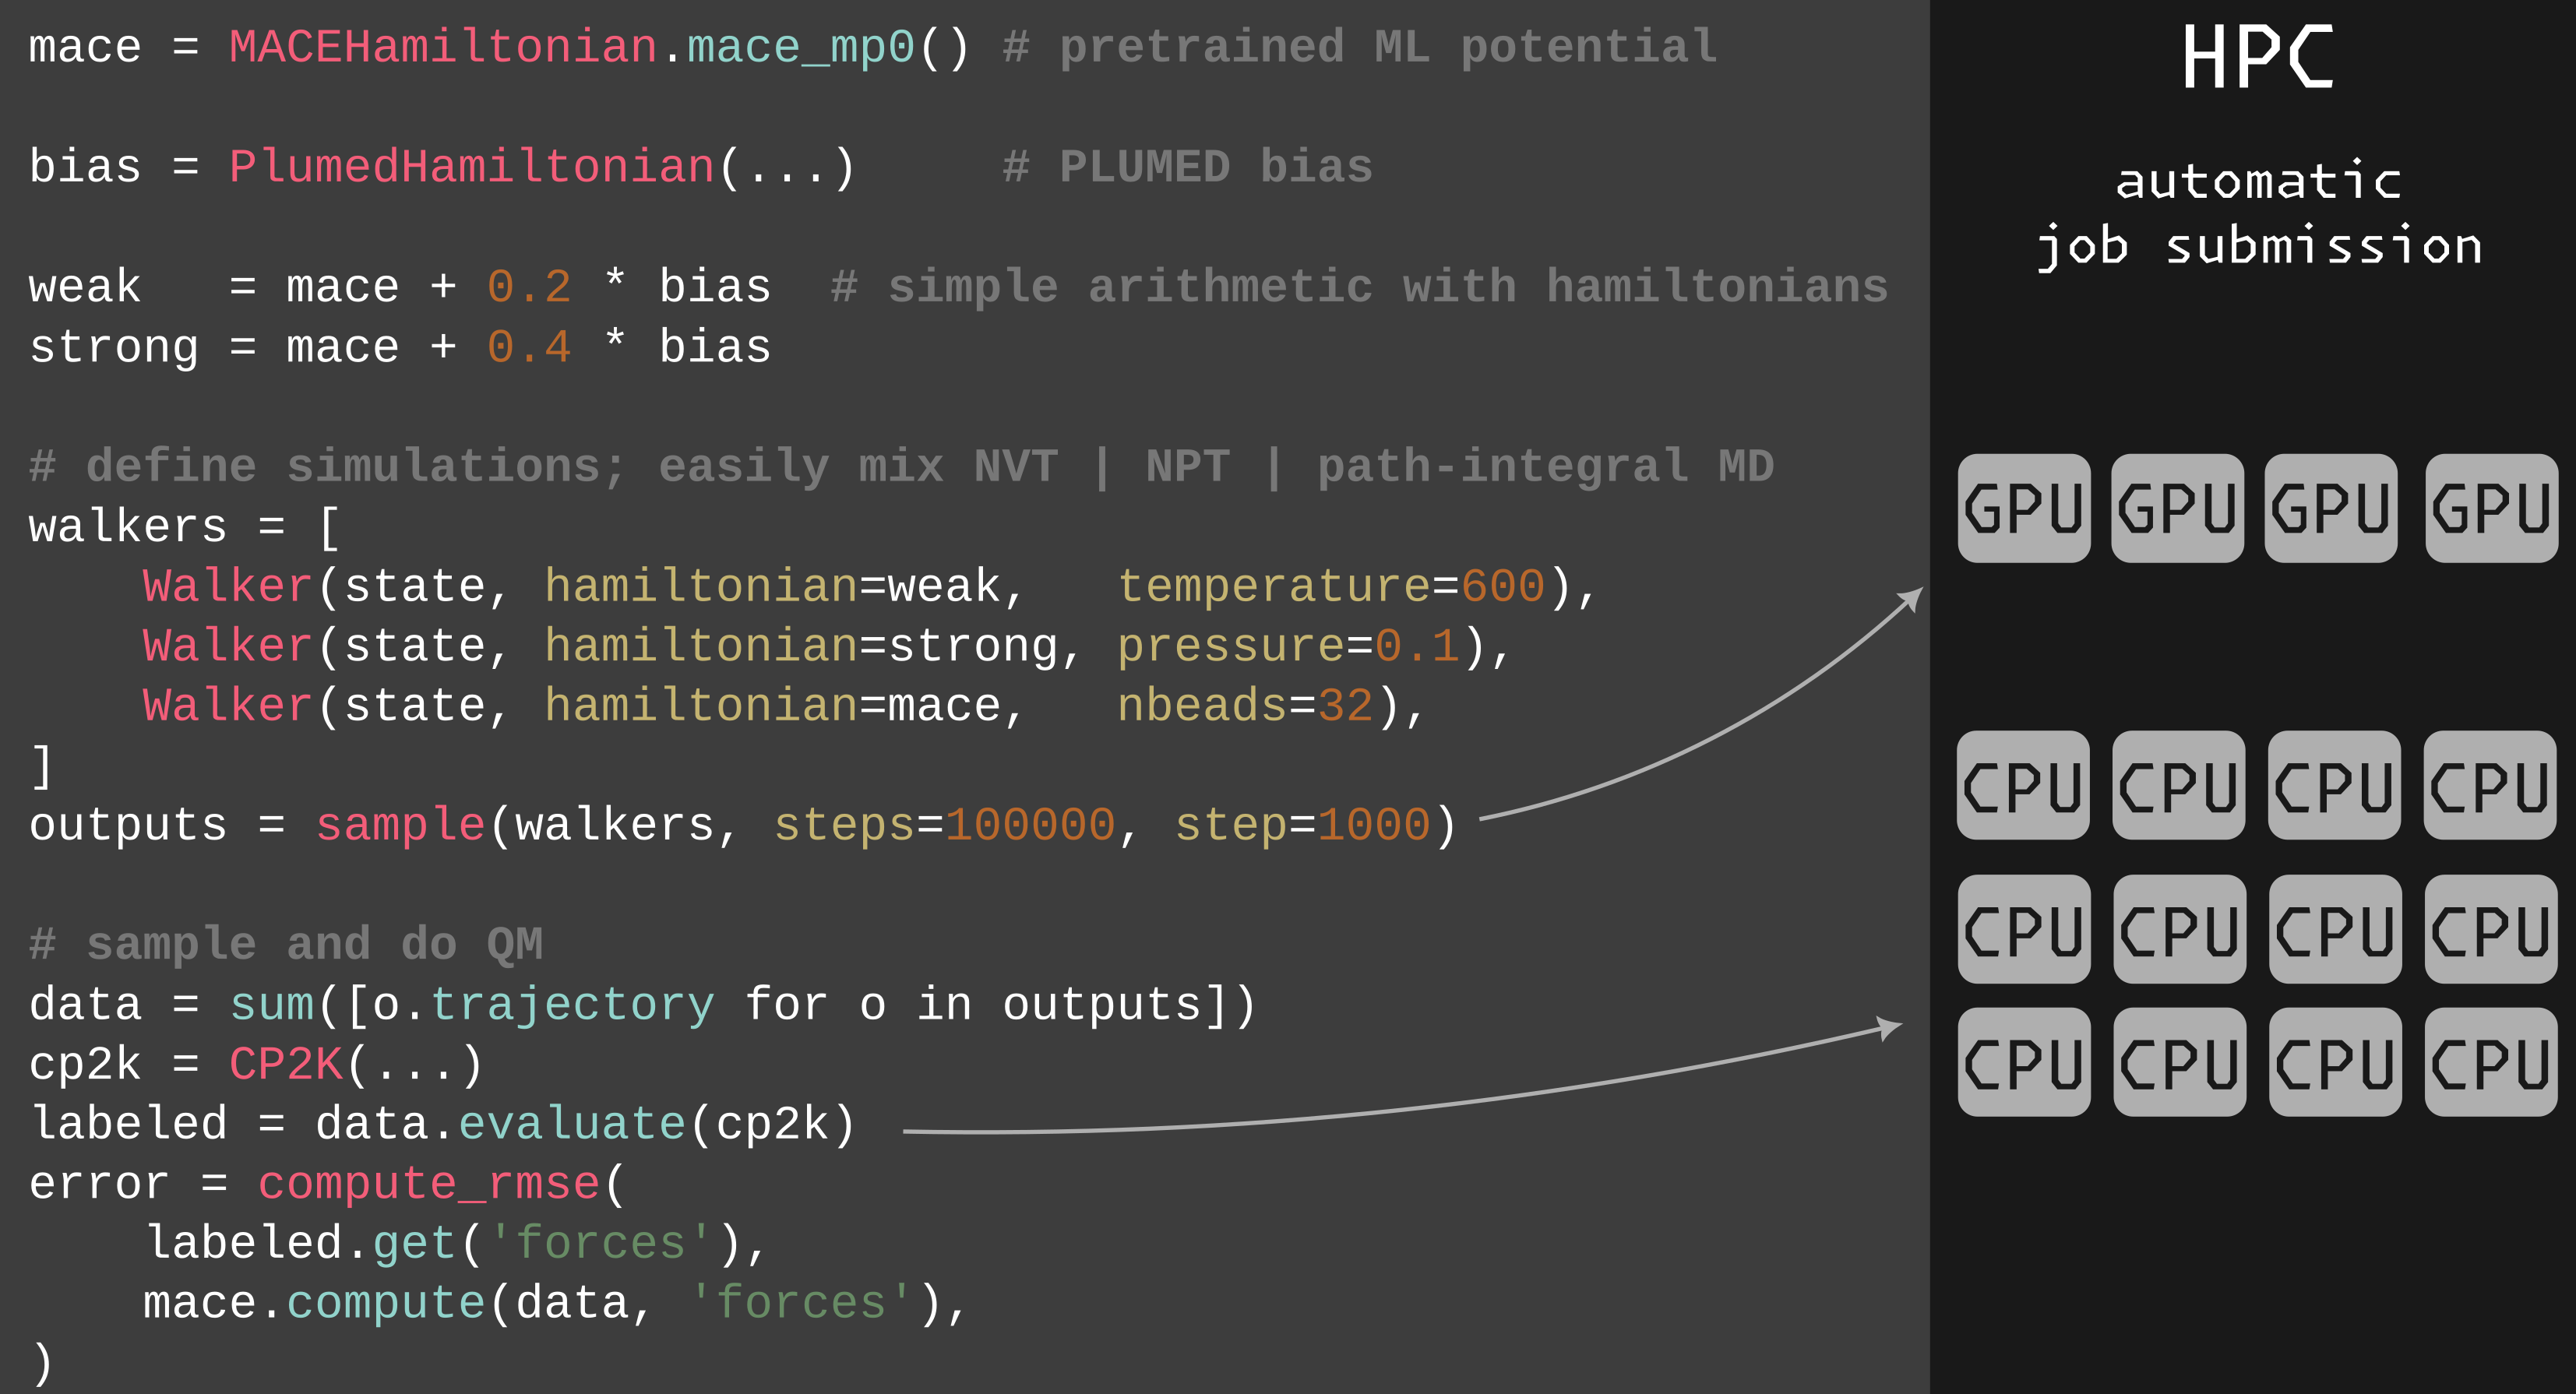 mace = MACEHamiltonian.mace_mp0() # pretrained ML potential
bias = PlumedHamiltonian(...)     # PLUMED bias
weak   = mace + 0.2 * bias  # simple arithmetic with hamiltonians
strong = mace + 0.4 * bias
# define simulations; easily mix NVT | NPT | path-integral MD
walkers = [
    Walker(state, hamiltonian=weak,   temperature=600),
    Walker(state, hamiltonian=strong, pressure=0.1),
    Walker(state, hamiltonian=mace,   nbeads=32),
]
outputs = sample(walkers, steps=100000, step=1000)
# sample and do QM
data = sum([o.trajectory for o in outputs])
cp2k = CP2K(...)
labeled = data.evaluate(cp2k)
error = compute_rmse(
    labeled.get('forces'),
    mace.compute(data, 'forces'),
)
HPC
automatic
job submission
GPU GPU GPU GPU
CPU CPU CPU CPU
CPU CPU CPU CPU
CPU CPU CPU CPU